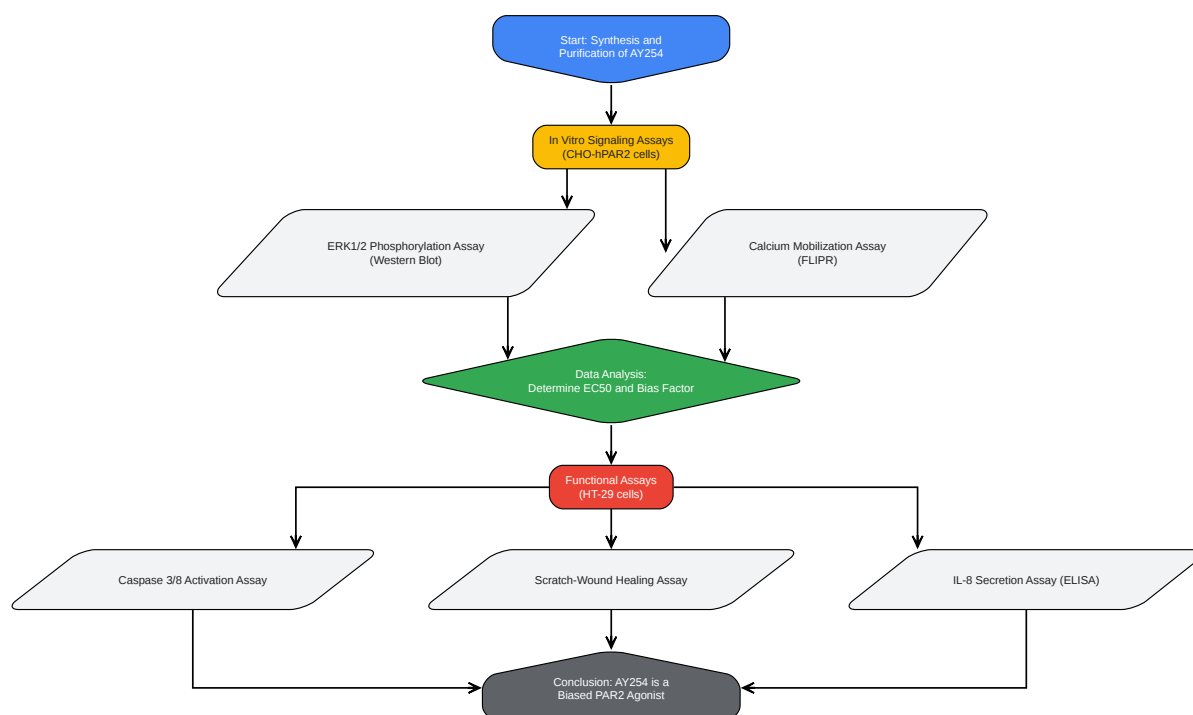 Start: Synthesis and
Purification of AY254
In Vitro Signaling Assays
(CHO-hPAR2 cells)
ERK1/2 Phosphorylation Assay
(Western Blot)
Calcium Mobilization Assay
(FLIPR)
Data Analysis:
Determine EC50 and Bias Factor
Functional Assays
(HT-29 cells)
Caspase 3/8 Activation Assay
Scratch-Wound Healing Assay
IL-8 Secretion Assay (ELISA)
Conclusion: AY254 is a
Biased PAR2 Agonist